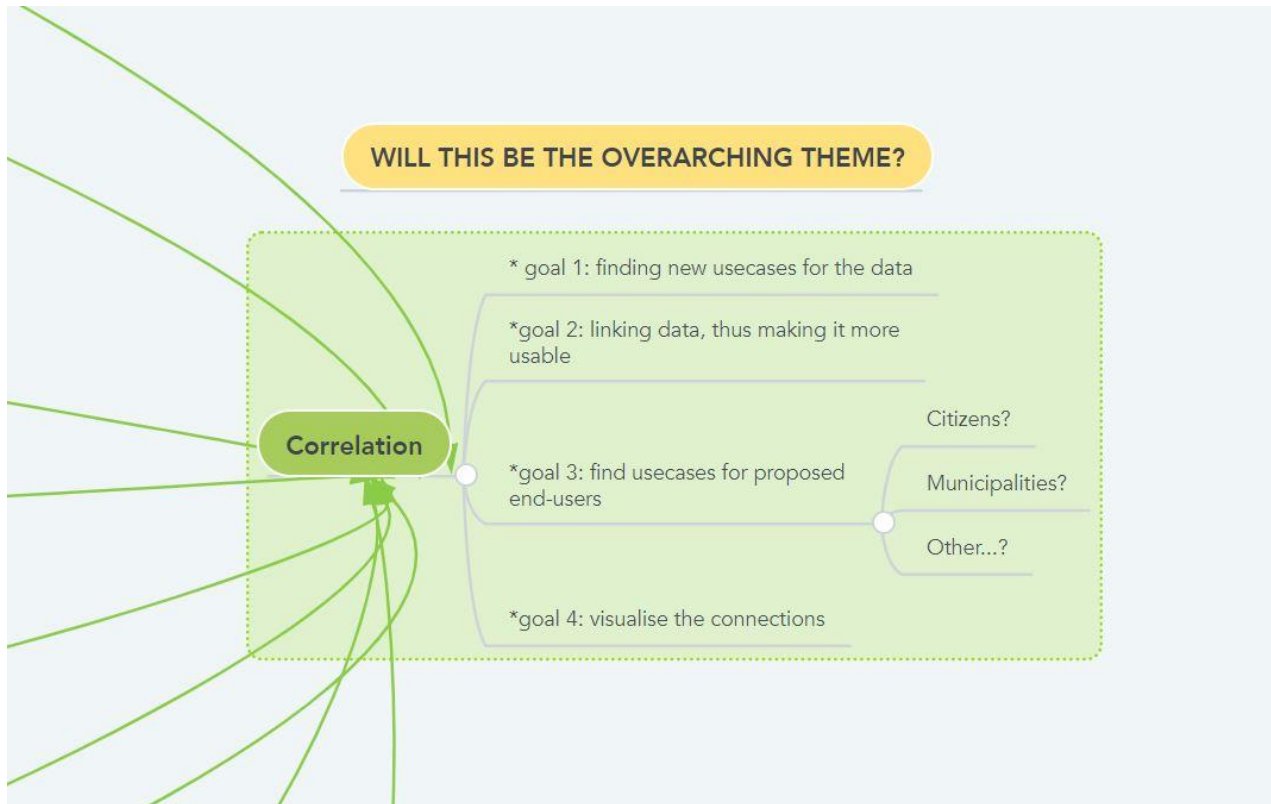 WILL THIS BE THE OVERARCHING THEME?
* goal 1: finding new usecases for the data
*goal 2: linking data, thus making it more
usable
Correlation
*goal 3: find usecases for proposed
end-users
Citizens?
Municipalities?
Other...?
*goal 4: visualise the connections